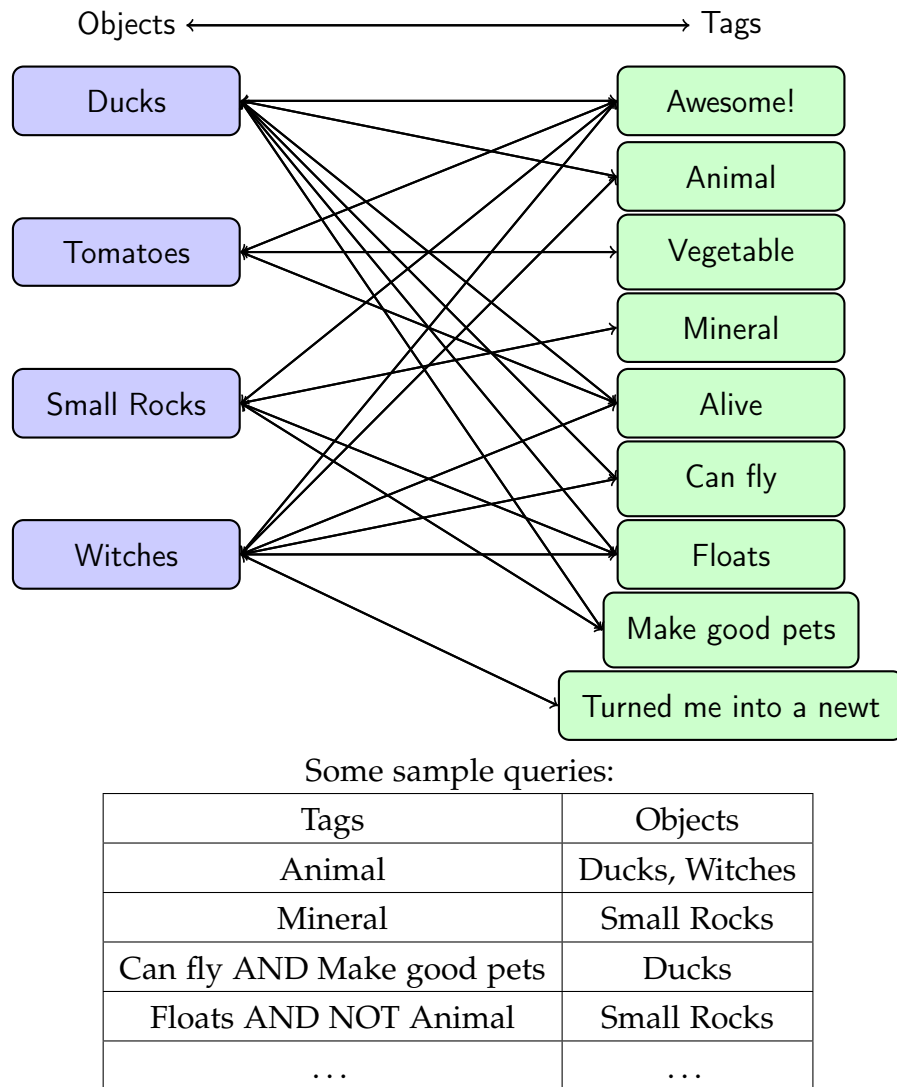 Objects Tags
Ducks Awesome!
Animal
Tomatoes Vegetable
Mineral
Small Rocks Alive
Can fly
Witches Floats
Make good pets
Turned me into a newt
Some sample queries:
Tags Objects
Animal Ducks, Witches
Mineral Small Rocks
Can fly AND Make good pets Ducks
Floats AND NOT Animal Small Rocks
... ...